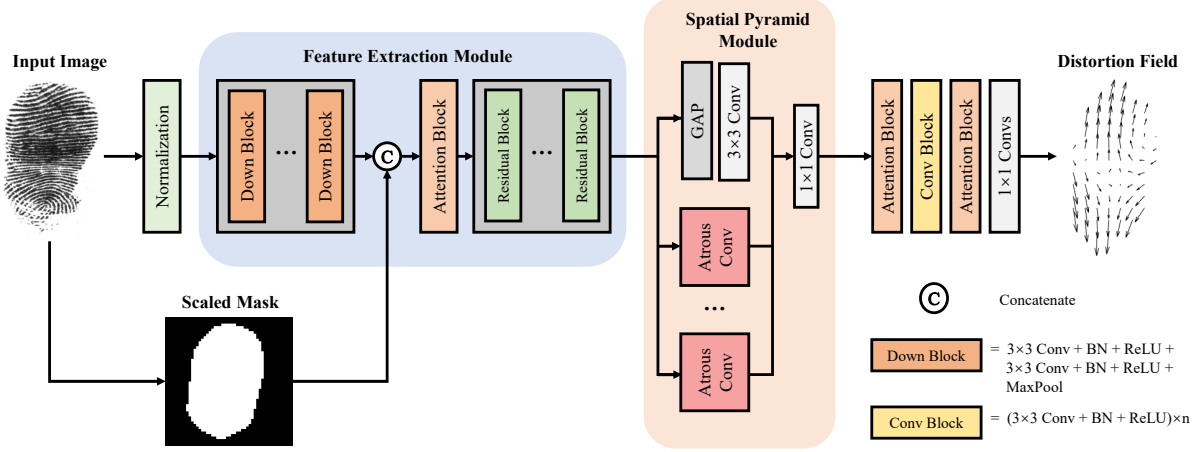 Spatial Pyramid
Module
Input Image
Feature Extraction Module
Distortion Field
Normalization
Down Block
...
Down Block
C
Attention Block
Residual Block
...
Residual Block
GAP
3×3 Conv
1×1 Conv
Atrous
Conv
...
Atrous
Conv
Attention Block
Conv Block
Attention Block
1×1 Convs
Scaled Mask
C
Concatenate
Down Block
= 3×3 Conv + BN + ReLU +
3×3 Conv + BN + ReLU +
MaxPool
Conv Block
= (3×3 Conv + BN + ReLU)×n